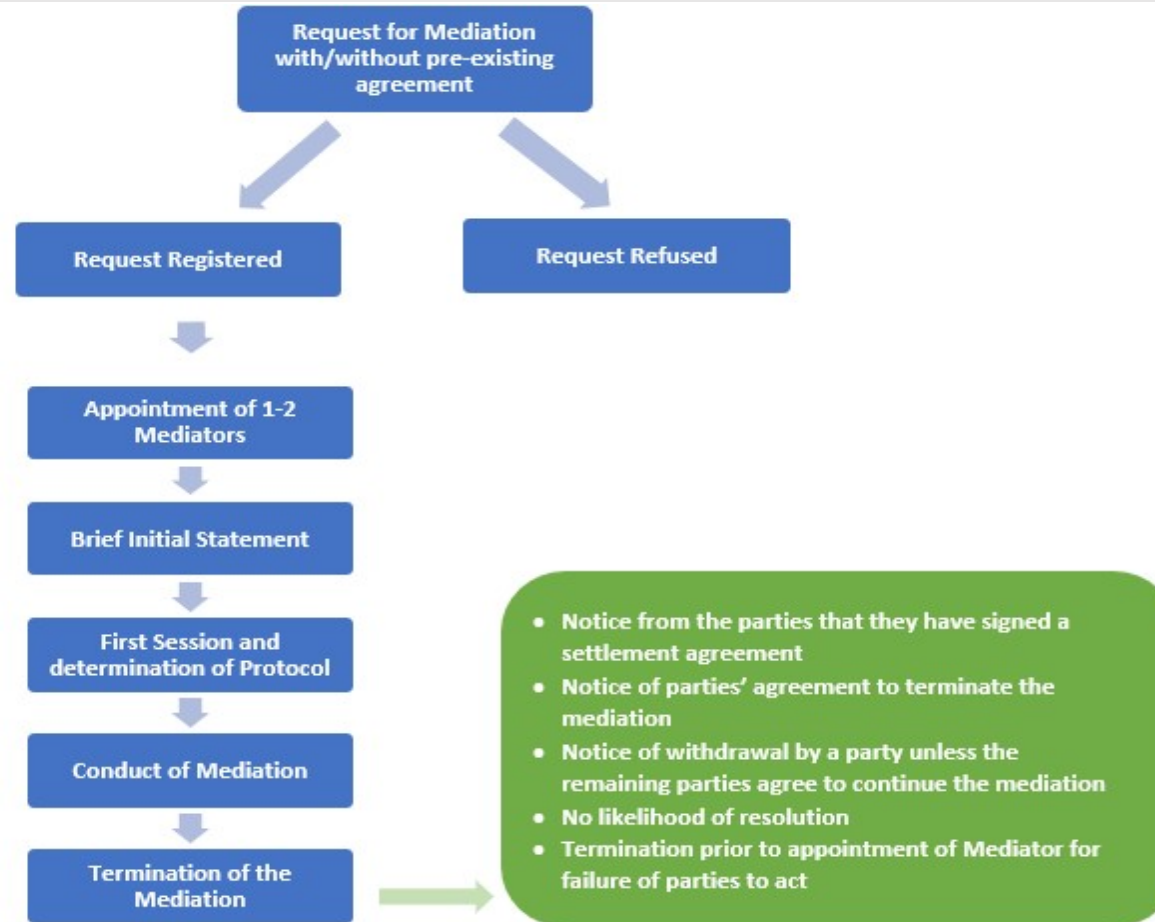 Request for Mediation
with/without pre-existing
agreement
Request Registered
Request Refused
Appointment of 1-2
Mediators
Brief Initial Statement
First Session and
determination of Protocol
Conduct of Mediation
Termination of the
Mediation
• Notice from the parties that they have signed a
settlement agreement
• Notice of parties’ agreement to terminate the
mediation
• Notice of withdrawal by a party unless the
remaining parties agree to continue the mediation
• No likelihood of resolution
• Termination prior to appointment of Mediator for
failure of parties to act